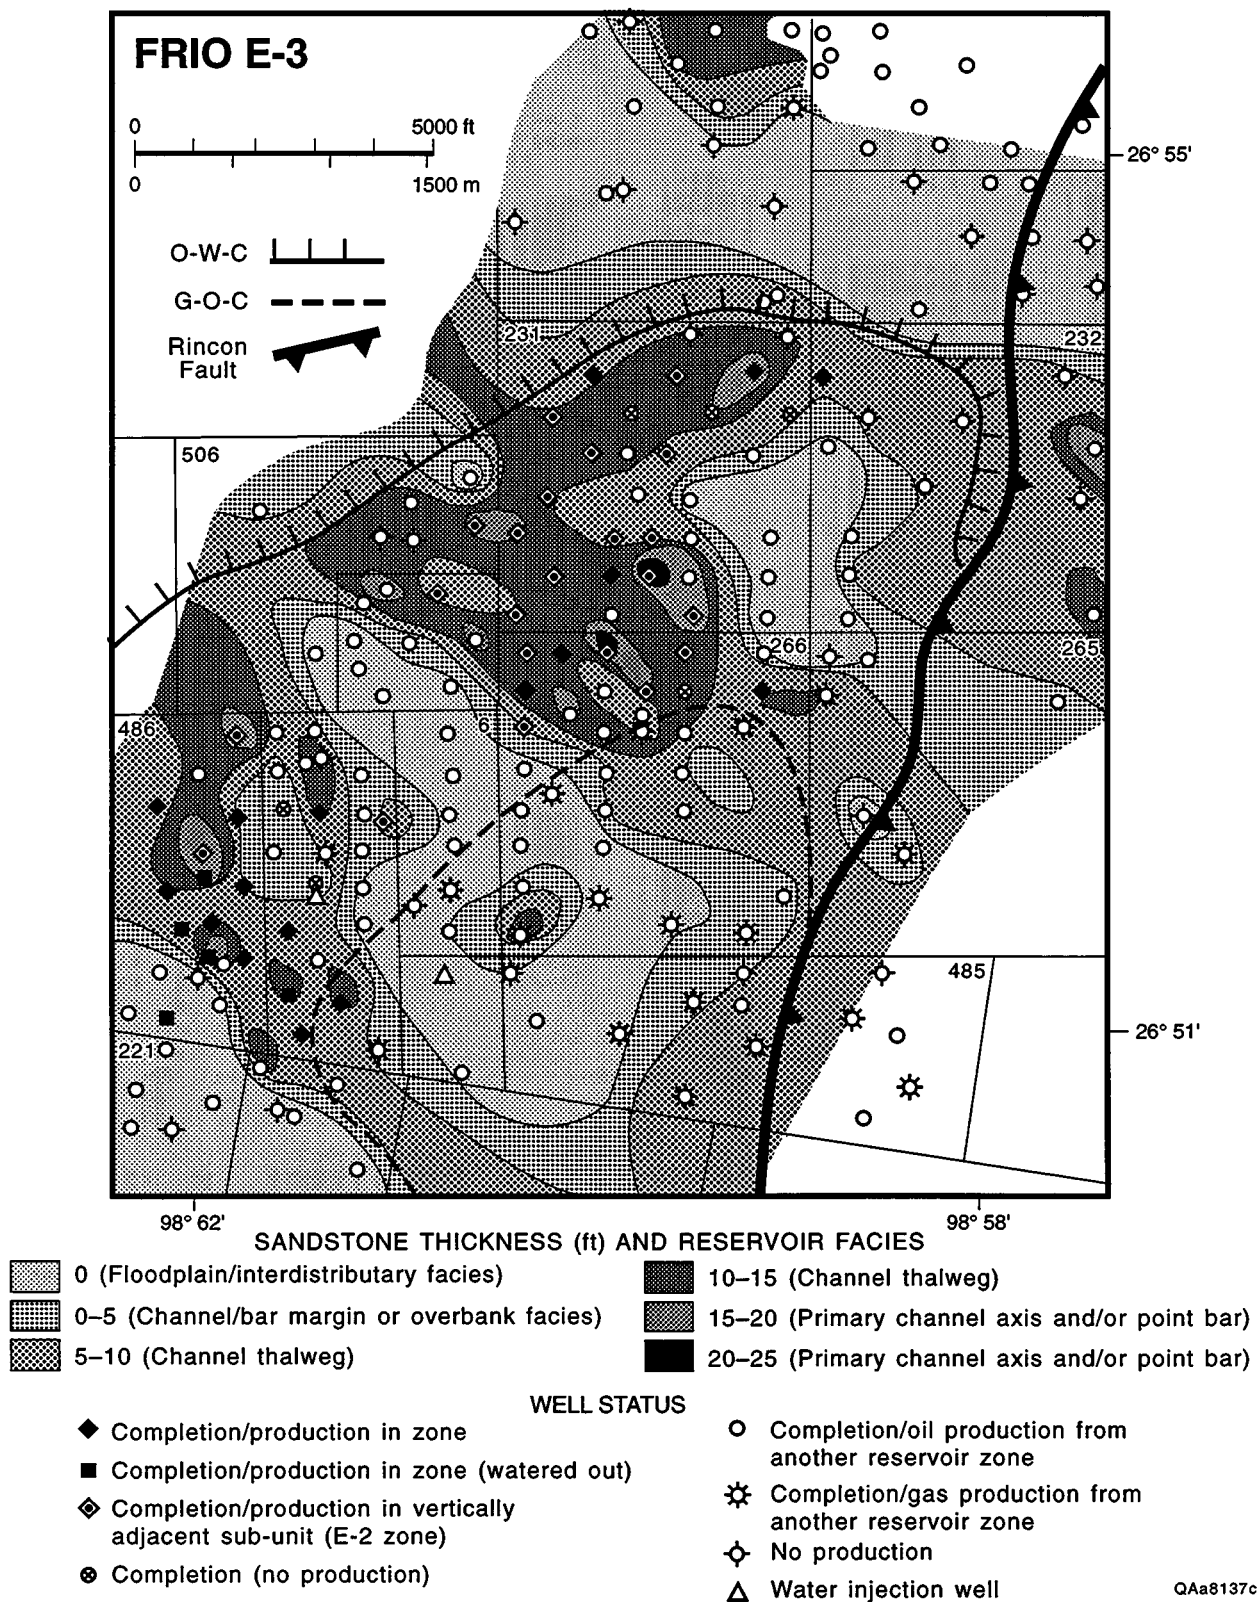 FRIO E-3
0 5000 ft
0 1500 m
O-W-C
G-O-C
Rincon
Fault
26° 55'
231
232
506
266
265
486
6
485
26° 51'
221
98° 62'
98° 58'
SANDSTONE THICKNESS (ft) AND RESERVOIR FACIES
0 (Floodplain/interdistributary facies)
0–5 (Channel/bar margin or overbank facies)
5–10 (Channel thalweg)
10–15 (Channel thalweg)
15–20 (Primary channel axis and/or point bar)
20–25 (Primary channel axis and/or point bar)
WELL STATUS
Completion/production in zone
Completion/production in zone (watered out)
Completion/production in vertically
adjacent sub-unit (E-2 zone)
Completion (no production)
Completion/oil production from
another reservoir zone
Completion/gas production from
another reservoir zone
No production
Water injection well
QAa8137c